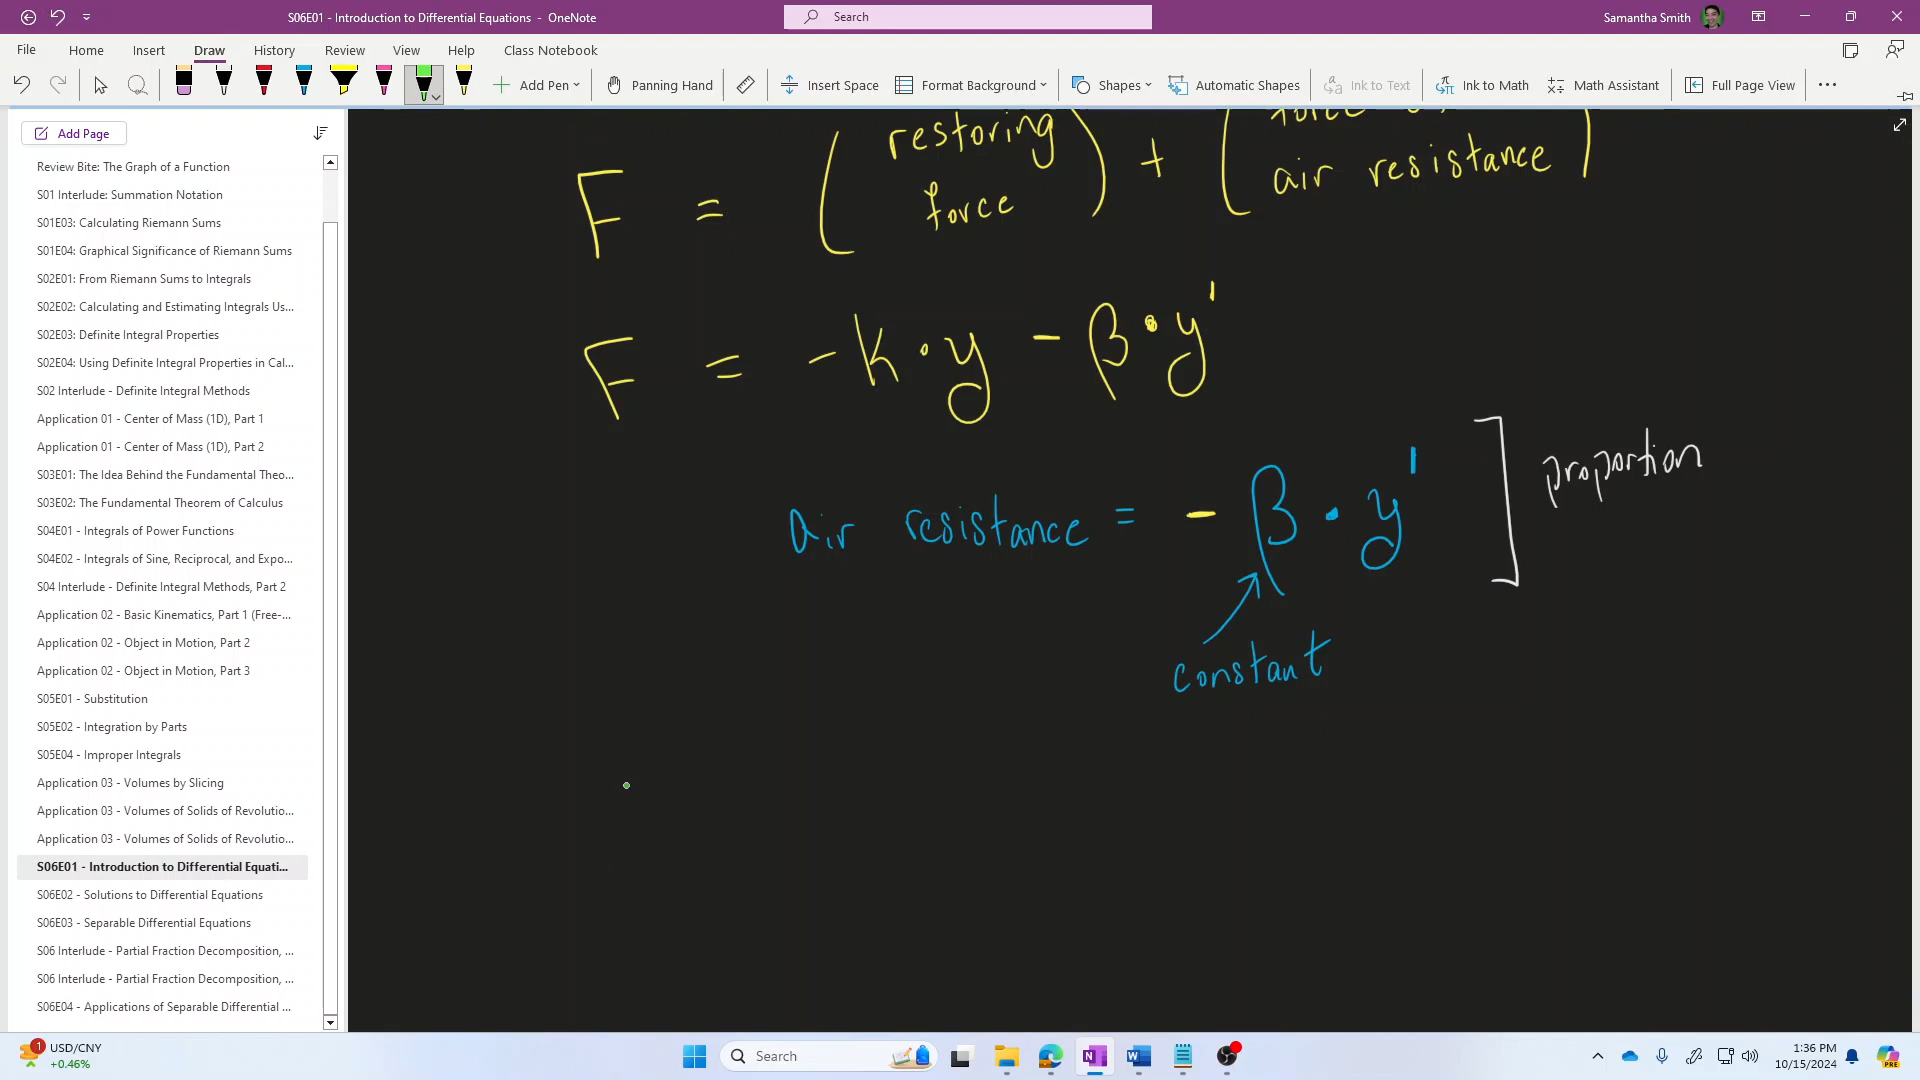 S06E01 - Introduction to Differential Equations - OneNote
Search
Samantha Smith
File Home Insert Draw History Review View Help Class Notebook
Add Pen Panning Hand Insert Space Format Background Shapes Automatic Shapes Ink to Text Ink to Math Math Assistant Full Page View
Add Page
Review Bite: The Graph of a Function
S01 Interlude: Summation Notation
S01E03: Calculating Riemann Sums
S01E04: Graphical Significance of Riemann Sums
S02E01: From Riemann Sums to Integrals
S02E02: Calculating and Estimating Integrals Us...
S02E03: Definite Integral Properties
S02E04: Using Definite Integral Properties in Cal...
S02 Interlude - Definite Integral Methods
Application 01 - Center of Mass (1D), Part 1
Application 01 - Center of Mass (1D), Part 2
S03E01: The Idea Behind the Fundamental Theo...
S03E02: The Fundamental Theorem of Calculus
S04E01 - Integrals of Power Functions
S04E02 - Integrals of Sine, Reciprocal, and Expo...
S04 Interlude - Definite Integral Methods, Part 2
Application 02 - Basic Kinematics, Part 1 (Free-...
Application 02 - Object in Motion, Part 2
Application 02 - Object in Motion, Part 3
S05E01 - Substitution
S05E02 - Integration by Parts
S05E04 - Improper Integrals
Application 03 - Volumes by Slicing
Application 03 - Volumes of Solids of Revolutio...
Application 03 - Volumes of Solids of Revolutio...
S06E01 - Introduction to Differential Equati...
S06E02 - Solutions to Differential Equations
S06E03 - Separable Differential Equations
S06 Interlude - Partial Fraction Decomposition, ...
S06 Interlude - Partial Fraction Decomposition, ...
S06E04 - Applications of Separable Differential ...
F = ( restoring force ) + ( air resistance )
F = -k · y - β · y'
air resistance = - β · y' ] proportion
constant
1
USD/CNY
+0.46%
Search
1:36 PM
10/15/2024
PRE